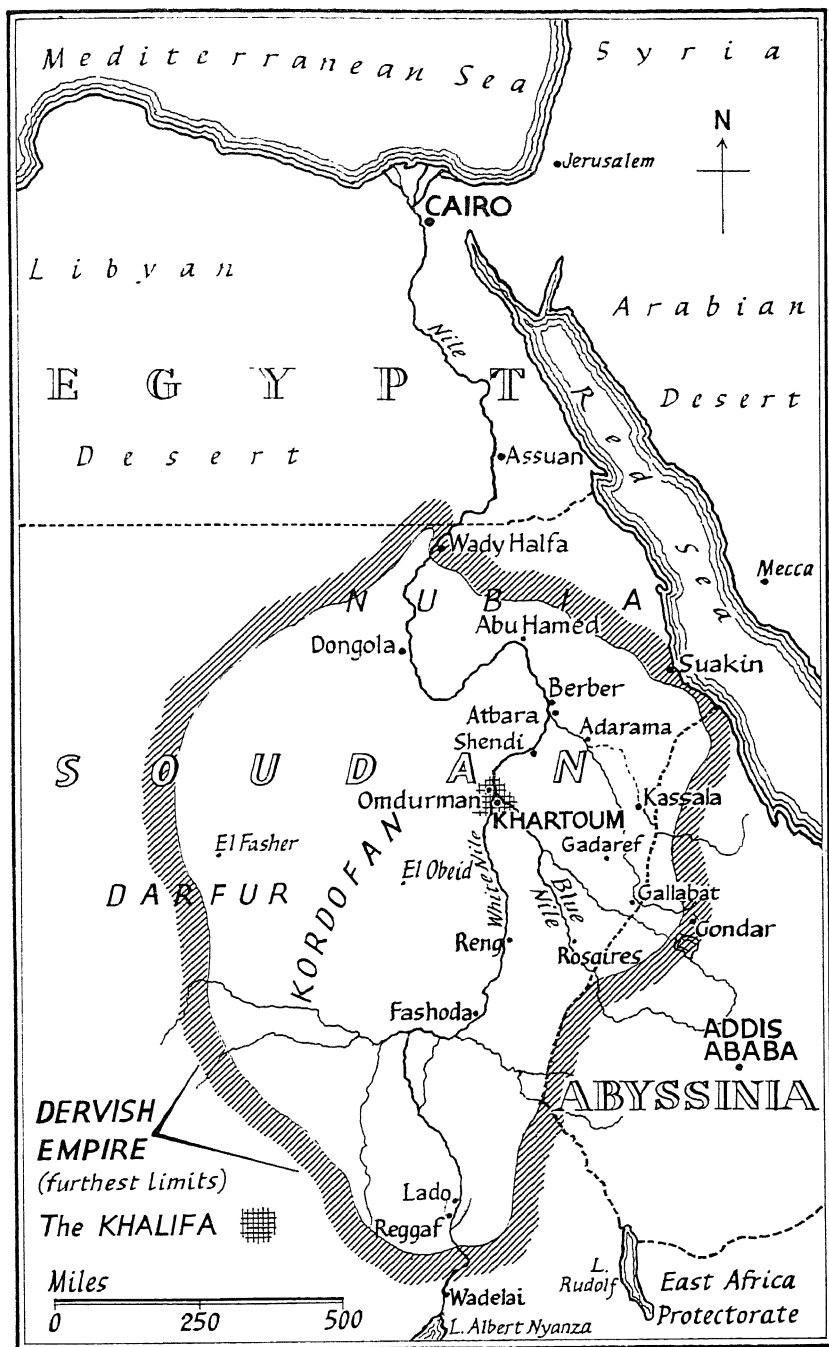 Mediterranean Sea
Syria
N
Jerusalem
CAIRO
Libyan
Arabian
Nile
EGYPT
Red Sea
Desert
Desert
Assuan
Wady Halfa
Mecca
NUBIA
Abu Hamed
Dongola
Suakin
Berber
Atbara
Adarama
Shendi
SOUDAN
Omdurman
Kassala
KHARTOUM
El Fasher
Gadaref
KORDOFAN
El Obeid
White Nile
DARFUR
Blue
Nile
Gallabat
Gondar
Reng
Rosaires
Fashoda
ADDIS
ABABA
ABYSSINIA
DERVISH
EMPIRE
(furthest limits)
Lado
The KHALIFA
Reggaf
Miles
L.
Rudolf
East Africa
Protectorate
Wadelai
0 250 500
L. Albert Nyanza